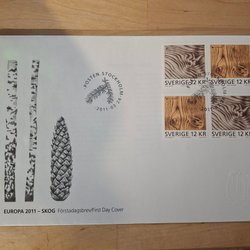 POSTEN STOCKHOLM
SVERIGE 12 KR
SVERIGE 12 KR
SVERIGE 12 KR
SVERIGE 12 KR
EUROPA 2011 – SKOG Förstadagsbrev/First Day Cover